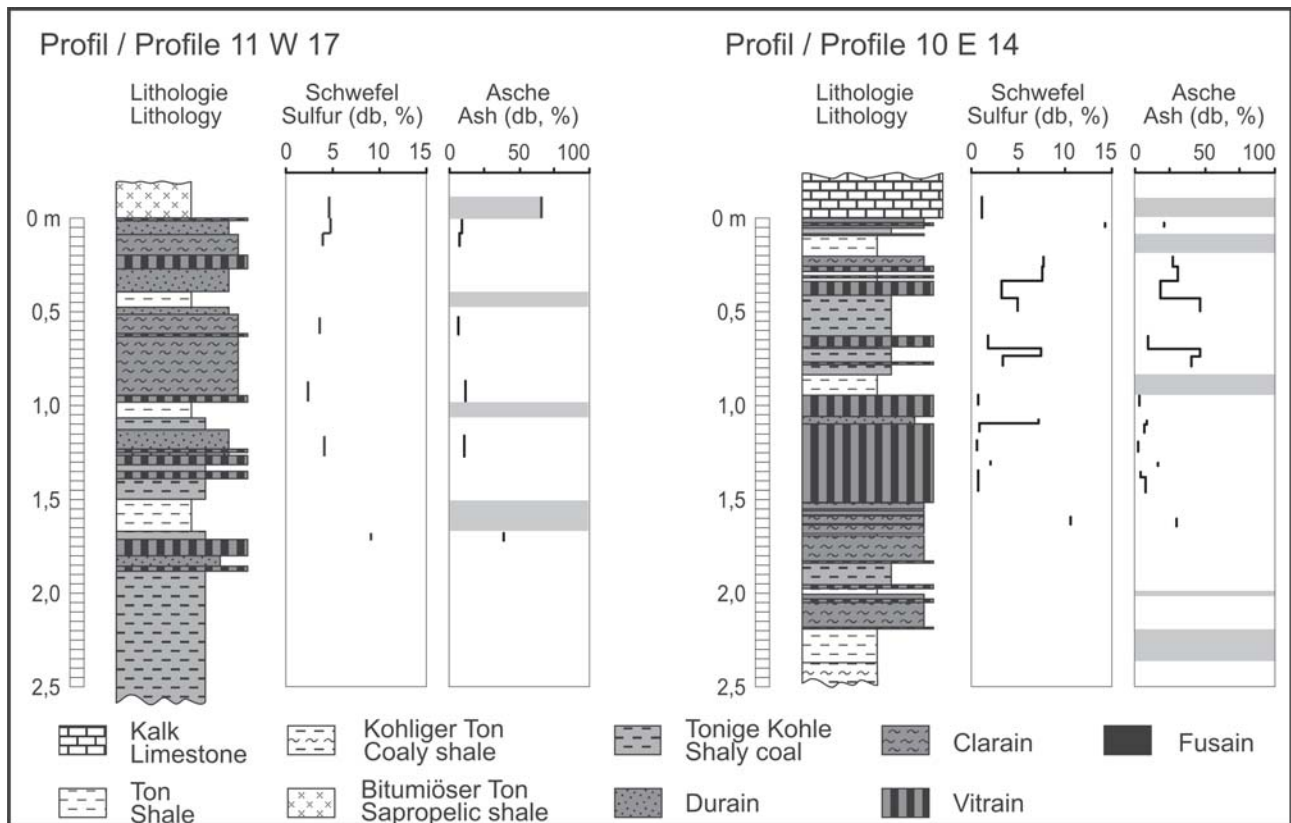 Profil / Profile 11 W 17
Lithologie
Lithology
Schwefel
Sulfur (db, %)
Asche
Ash (db, %)
0 5 10 15
0 50 100
0 m
0,5
1,0
1,5
2,0
2,5
Profil / Profile 10 E 14
Lithologie
Lithology
Schwefel
Sulfur (db, %)
Asche
Ash (db, %)
0 5 10 15
0 50 100
0 m
0,5
1,0
1,5
2,0
2,5
Kalk
Limestone
Kohliger Ton
Coaly shale
Tonige Kohle
Shaly coal
Clarain
Fusain
Ton
Shale
Bitumiöser Ton
Sapropelic shale
Durain
Vitrain